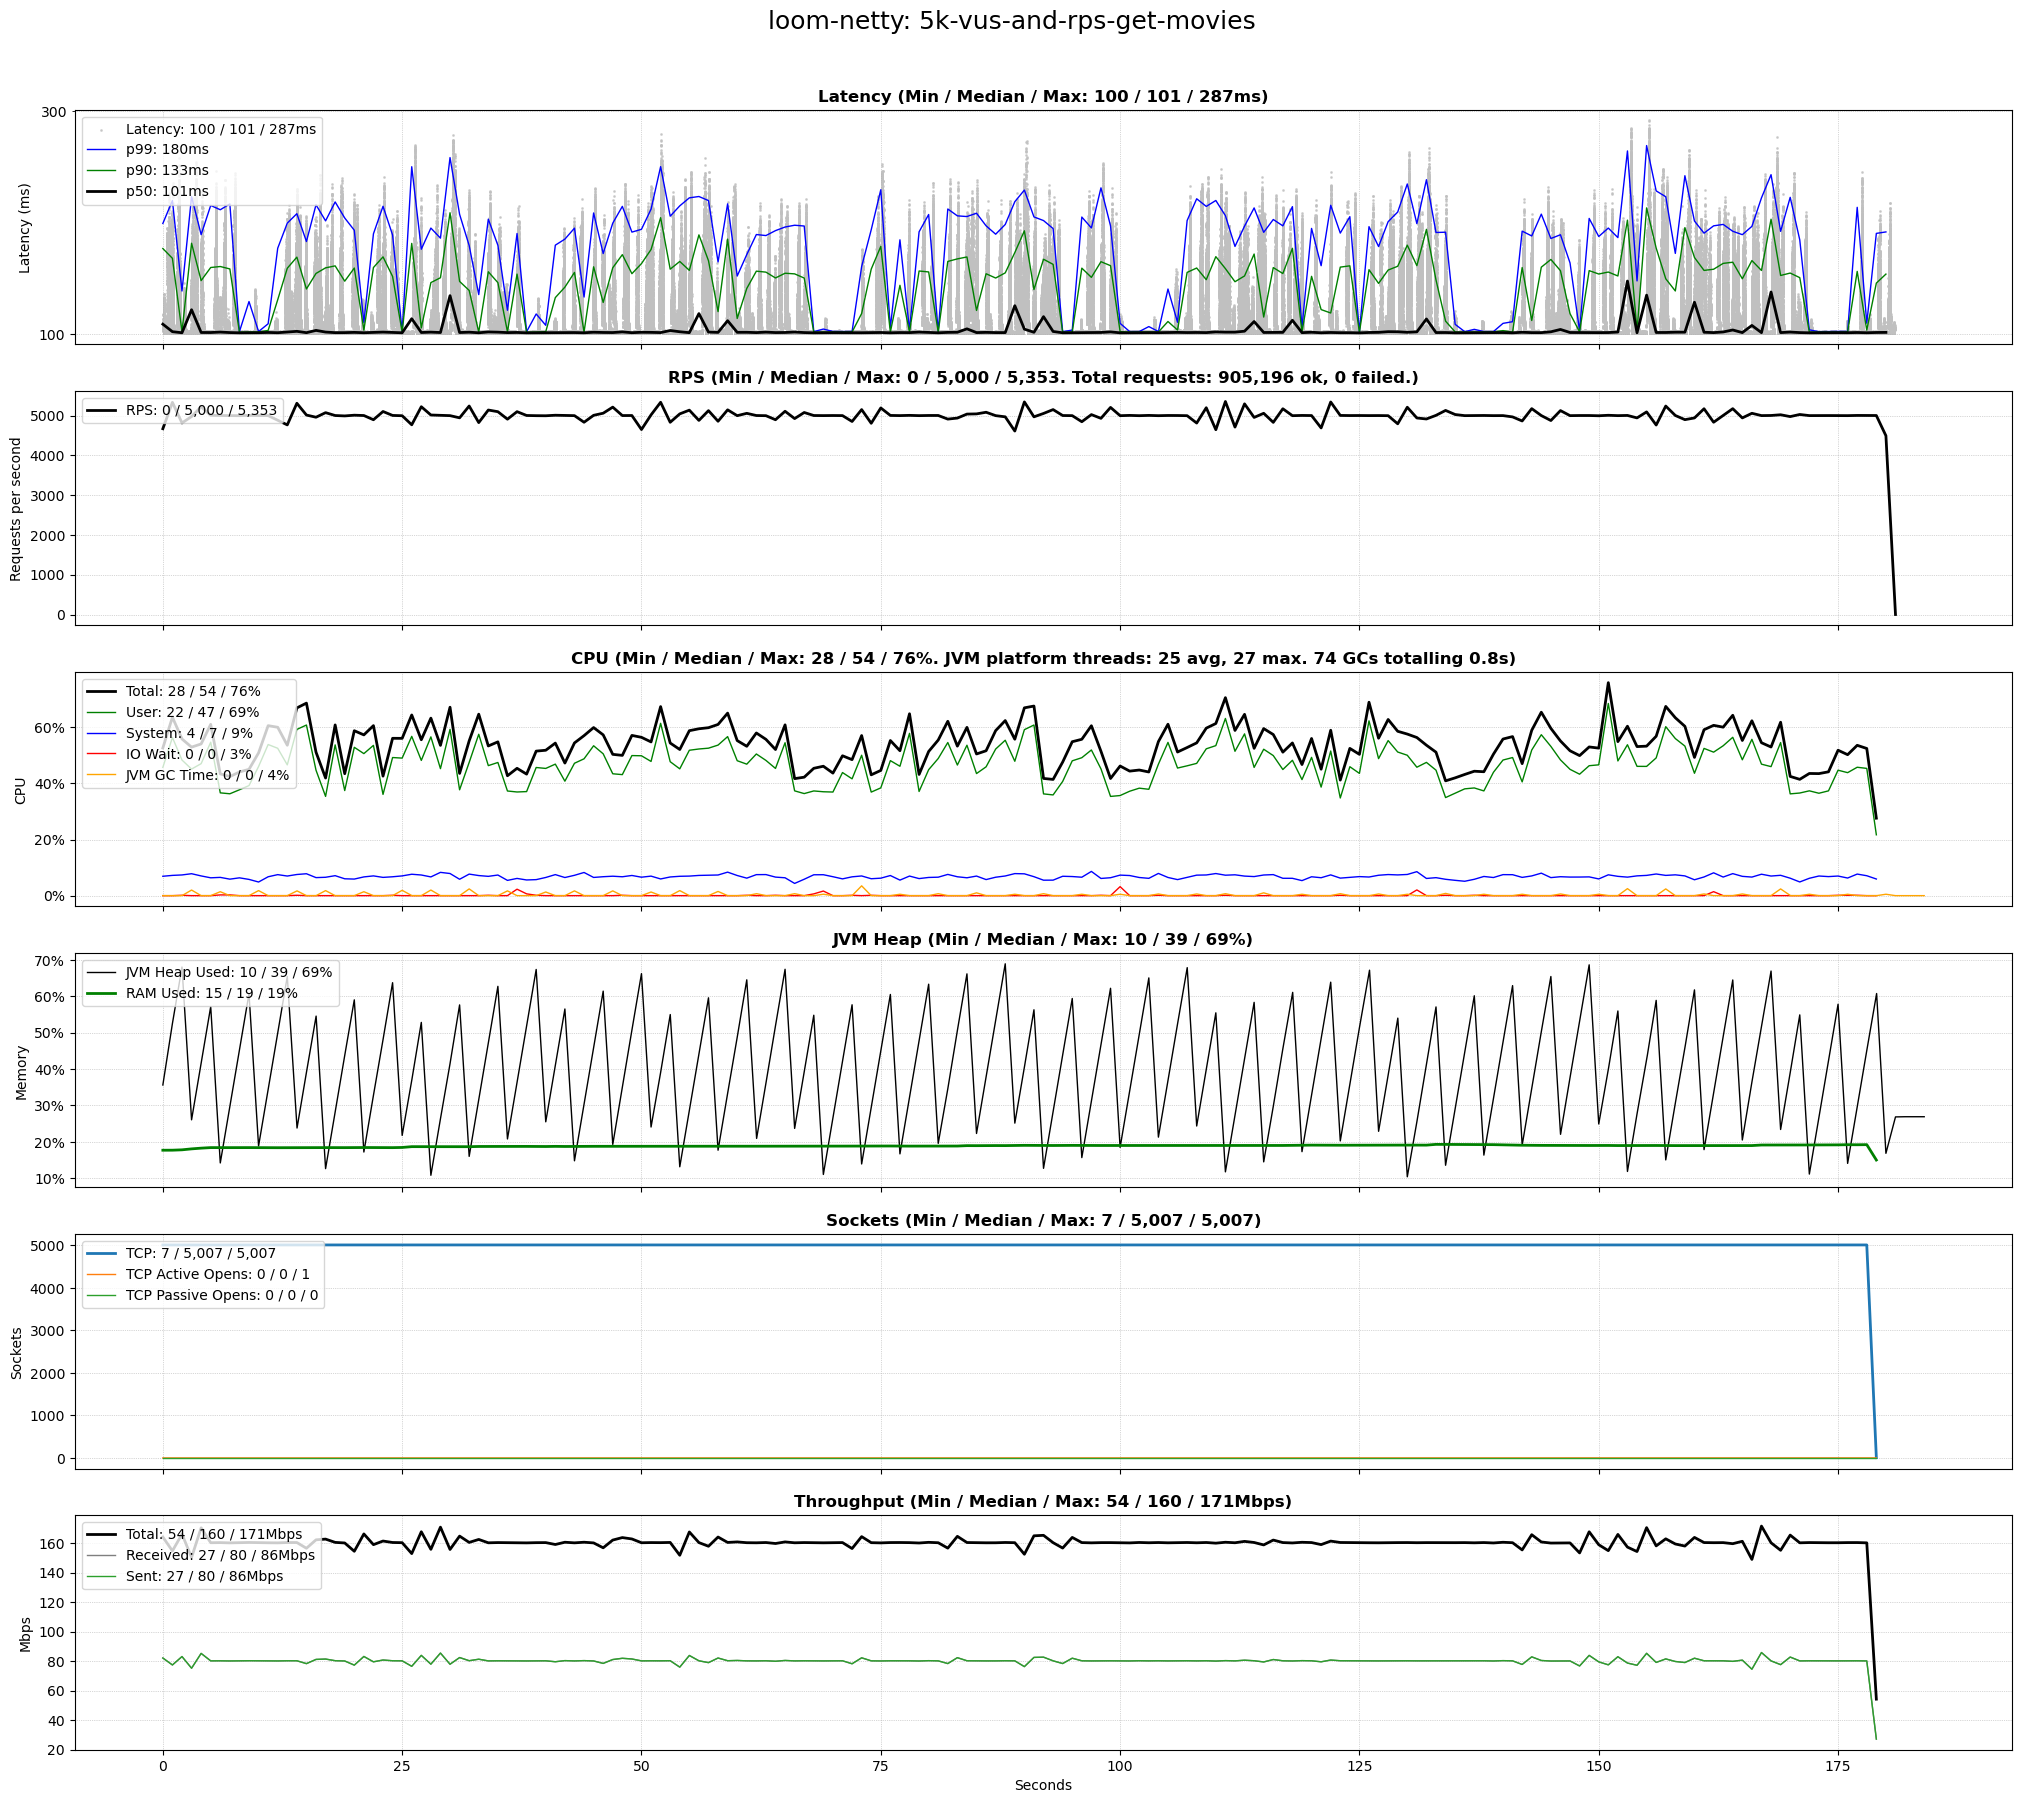 loom-netty: 5k-vus-and-rps-get-movies
Latency (Min / Median / Max: 100 / 101 / 287ms)
300
100
Latency (ms)
Latency: 100 / 101 / 287ms
p99: 180ms
p90: 133ms
p50: 101ms
RPS (Min / Median / Max: 0 / 5,000 / 5,353. Total requests: 905,196 ok, 0 failed.)
5000
4000
3000
2000
1000
0
Requests per second
RPS: 0 / 5,000 / 5,353
CPU (Min / Median / Max: 28 / 54 / 76%. JVM platform threads: 25 avg, 27 max. 74 GCs totalling 0.8s)
60%
40%
20%
0%
CPU
Total: 28 / 54 / 76%
User: 22 / 47 / 69%
System: 4 / 7 / 9%
IO Wait: 0 / 0 / 3%
JVM GC Time: 0 / 0 / 4%
JVM Heap (Min / Median / Max: 10 / 39 / 69%)
70%
60%
50%
40%
30%
20%
10%
Memory
JVM Heap Used: 10 / 39 / 69%
RAM Used: 15 / 19 / 19%
Sockets (Min / Median / Max: 7 / 5,007 / 5,007)
5000
4000
3000
2000
1000
0
Sockets
TCP: 7 / 5,007 / 5,007
TCP Active Opens: 0 / 0 / 1
TCP Passive Opens: 0 / 0 / 0
Throughput (Min / Median / Max: 54 / 160 / 171Mbps)
160
140
120
100
80
60
40
20
Mbps
Total: 54 / 160 / 171Mbps
Received: 27 / 80 / 86Mbps
Sent: 27 / 80 / 86Mbps
0 25 50 75 100 125 150 175
Seconds